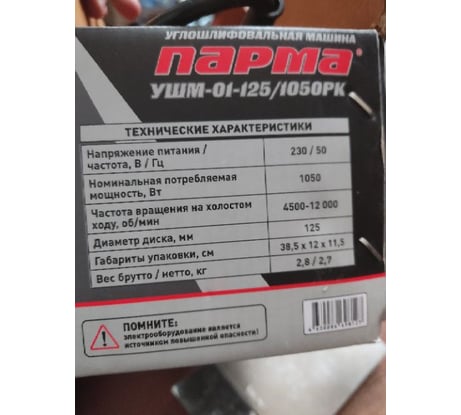 УГЛОШЛИФОВАЛЬНАЯ МАШИНА
ПАРМА®
УШМ-01-125/1050РК
ТЕХНИЧЕСКИЕ ХАРАКТЕРИСТИКИ
Напряжение питания / частота, В / Гц
230 / 50
Номинальная потребляемая мощность, Вт
1050
Частота вращения на холостом ходу, об/мин
4500-12 000
Диаметр диска, мм
125
Габариты упаковки, см
38,5 x 12 x 11,5
Вес брутто / нетто, кг
2,8 / 2,7
ПОМНИТЕ:
электрооборудование является
источником повышенной опасности!